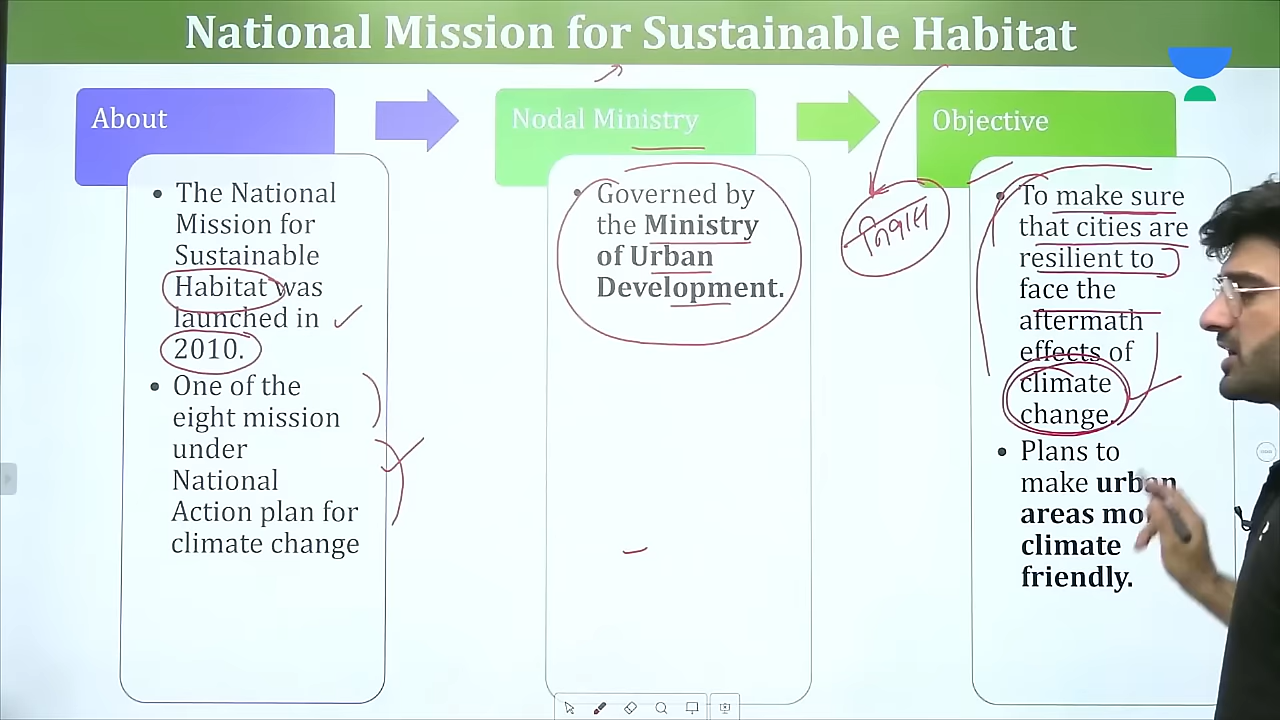 National Mission for Sustainable Habitat
About
The National
Mission for
Sustainable
Habitat was
launched in
2010.
One of the
eight mission
under
National
Action plan for
climate change
Nodal Ministry
Governed by
the Ministry
of Urban
Development.
निवास
Objective
To make sure
that cities are
resilient to
face the
aftermath
effects of
climate
change.
Plans to
make urban
areas
climate
friendly.